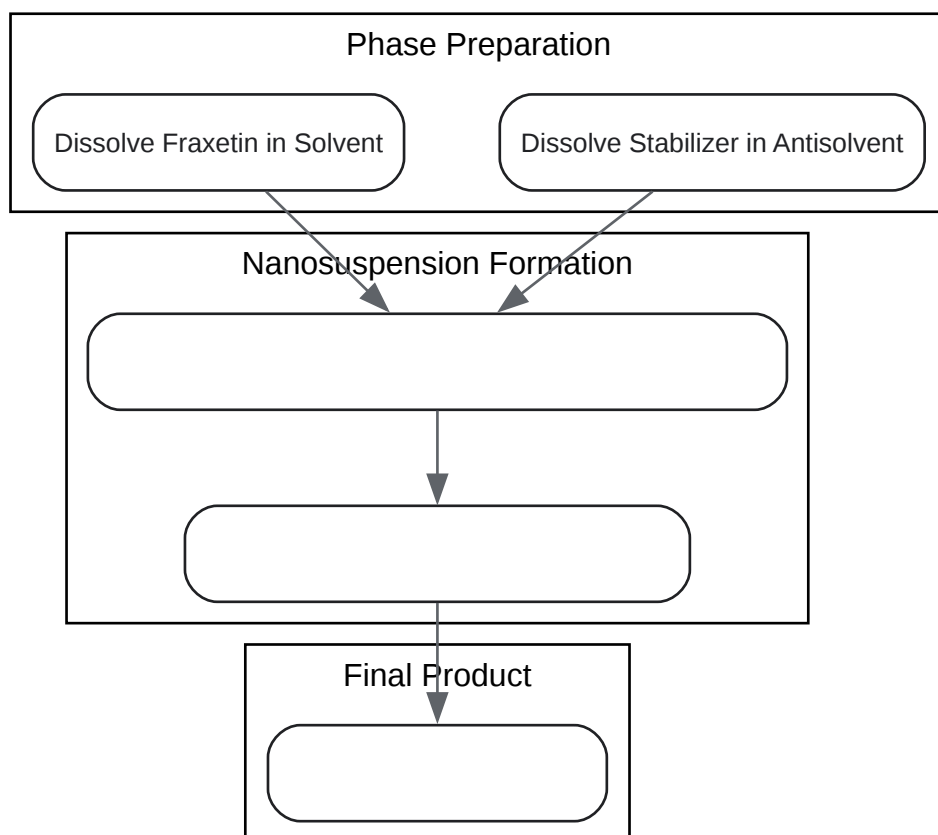 Phase Preparation
Dissolve Fraxetin in Solvent
Dissolve Stabilizer in Antisolvent
Nanosuspension Formation
Final Product